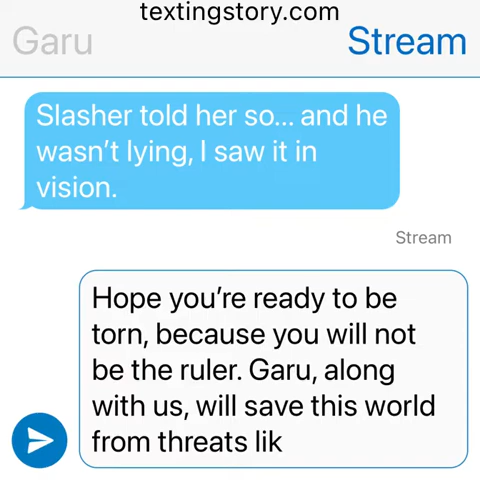 textingstory.com
Garu
Stream
Slasher told her so... and he
wasn't lying, I saw it in
vision.
Stream
Hope you're ready to be
torn, because you will not
be the ruler. Garu, along
with us, will save this world
from threats lik